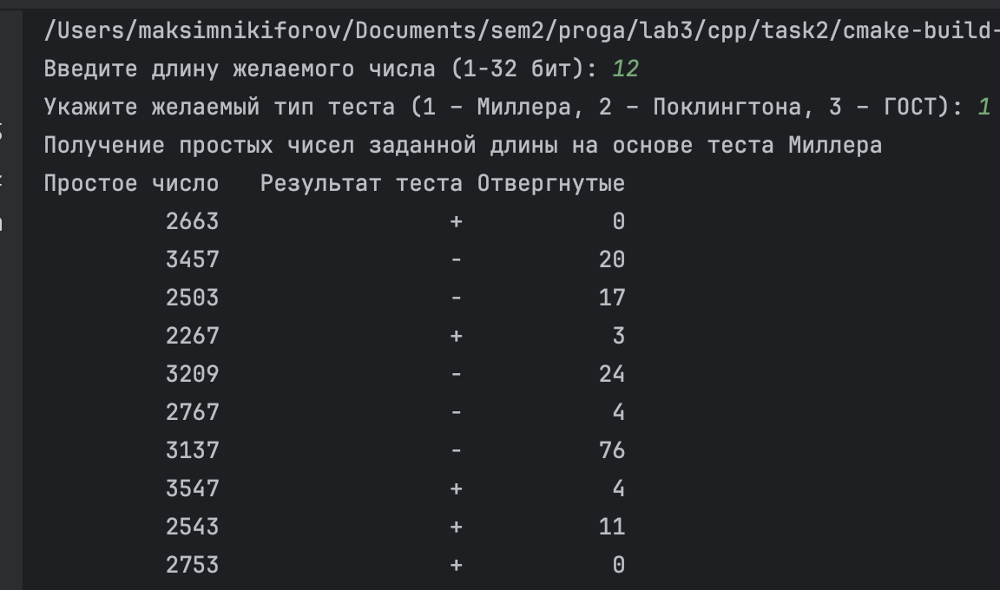 /Users/maksimnikiforov/Documents/sem2/proga/lab3/cpp/task2/cmake-build-
Введите длину желаемого числа (1-32 бит): 12
Укажите желаемый тип теста (1 – Миллера, 2 – Поклингтона, 3 – ГОСТ): 1
Получение простых чисел заданной длины на основе теста Миллера
Простое число Результат теста Отвергнутые
2663 + 0
3457 - 20
2503 - 17
2267 + 3
3209 - 24
2767 - 4
3137 - 76
3547 + 4
2543 + 11
2753 + 0